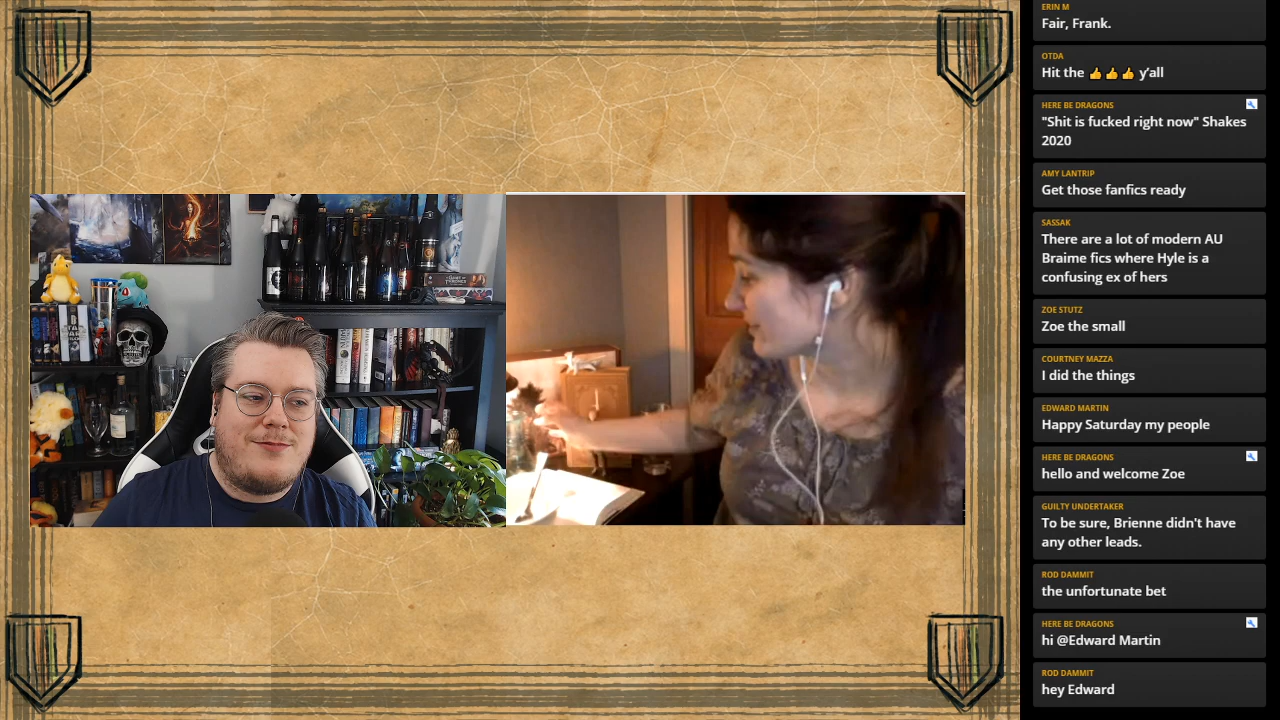 ERIN M
Fair, Frank.
OTDA
Hit the 👍👍👍 y'all
HERE BE DRAGONS
"Shit is fucked right now" Shakes
2020
AMY LANTRIP
Get those fanfics ready
SASSAK
There are a lot of modern AU
Braime fics where Hyle is a
confusing ex of hers
ZOE STUTZ
Zoe the small
COURTNEY MAZZA
I did the things
EDWARD MARTIN
Happy Saturday my people
HERE BE DRAGONS
hello and welcome Zoe
GUILTY UNDERTAKER
To be sure, Brienne didn't have
any other leads.
ROD DAMMIT
the unfortunate bet
HERE BE DRAGONS
hi @Edward Martin
ROD DAMMIT
hey Edward